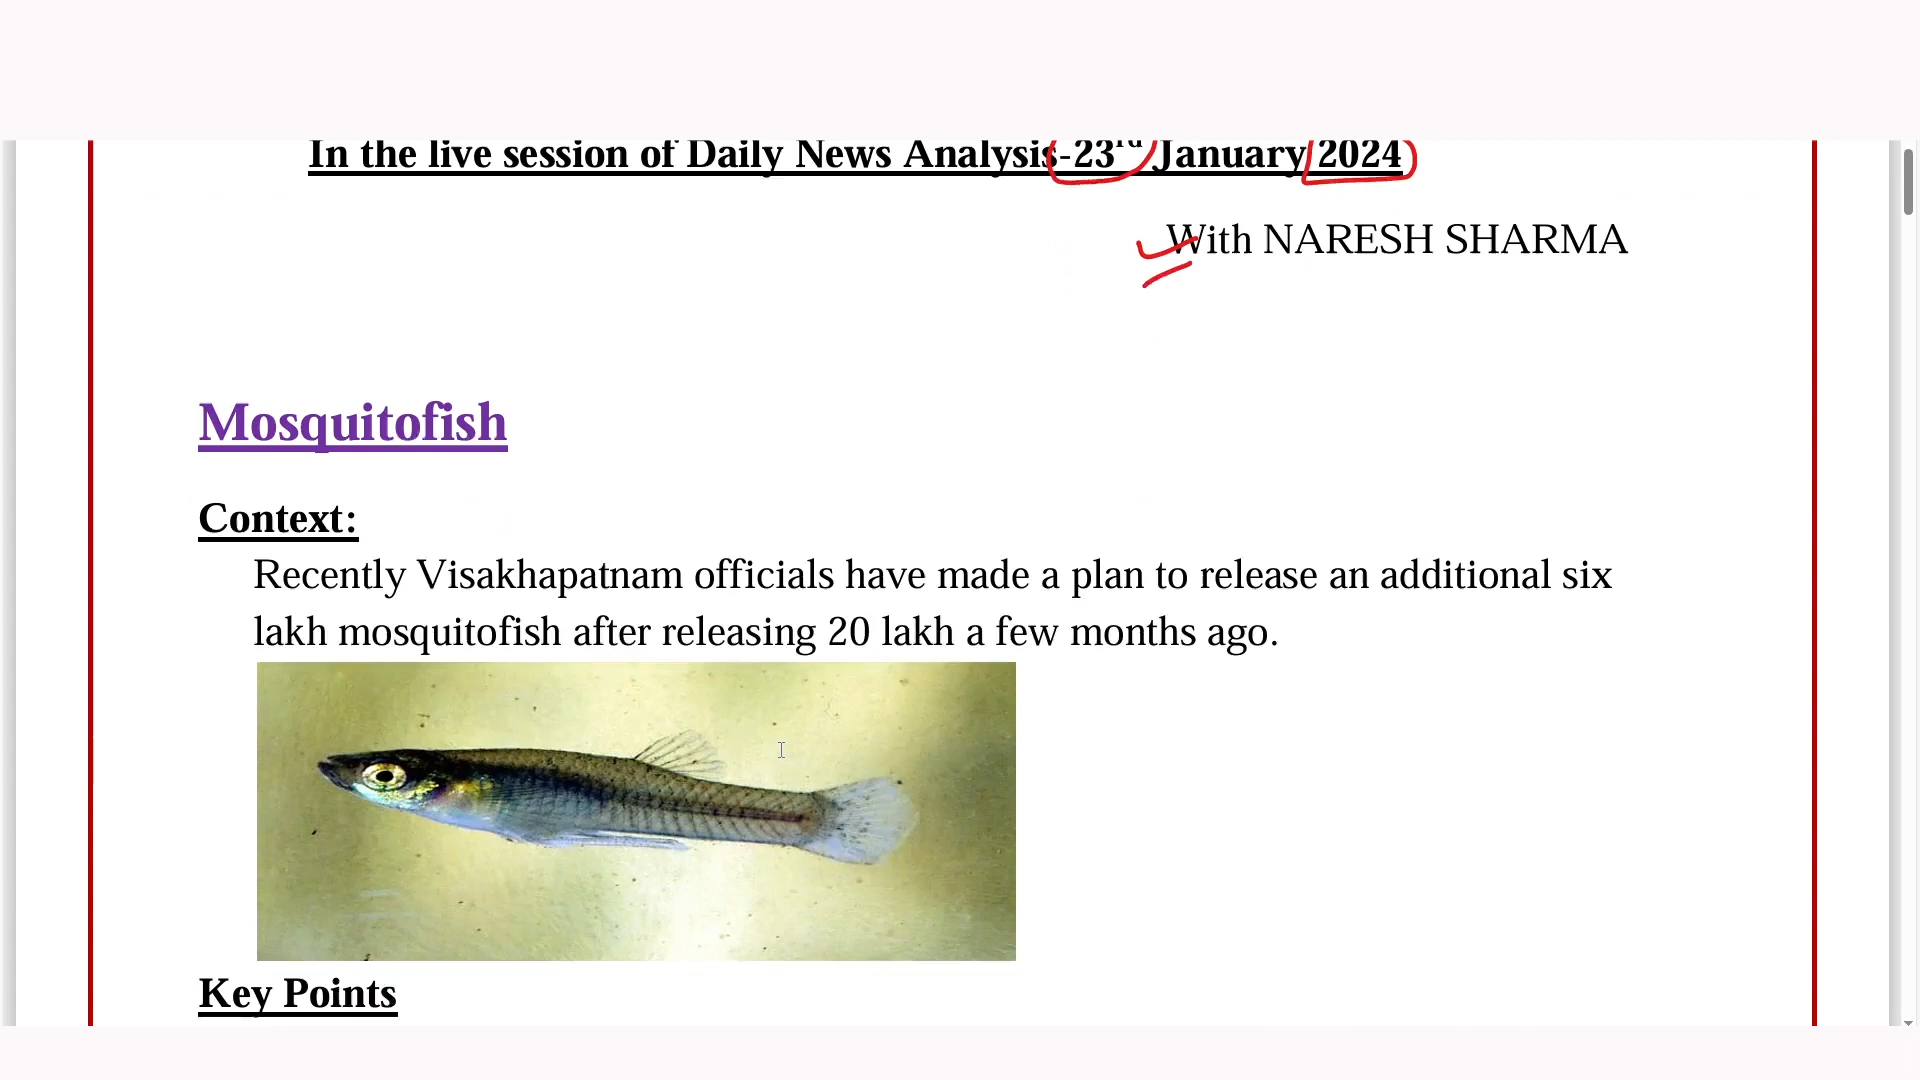 In the live session of Daily News Analysis-23rd January 2024
With NARESH SHARMA
Mosquitofish
Context:
Recently Visakhapatnam officials have made a plan to release an additional six
lakh mosquitofish after releasing 20 lakh a few months ago.
Key Points